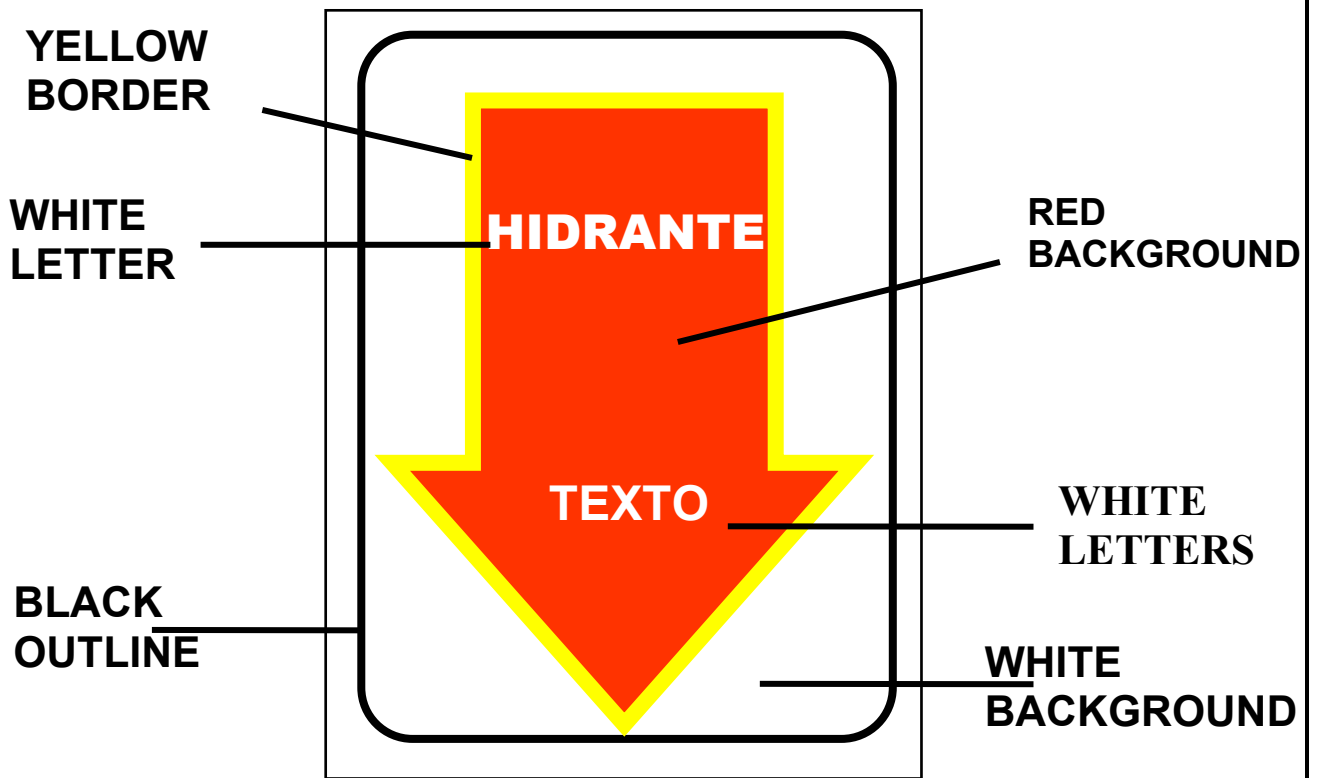 YELLOW
BORDER
WHITE
LETTER
HIDRANTE
RED
BACKGROUND
TEXTO
WHITE
LETTERS
BLACK
OUTLINE
WHITE
BACKGROUND